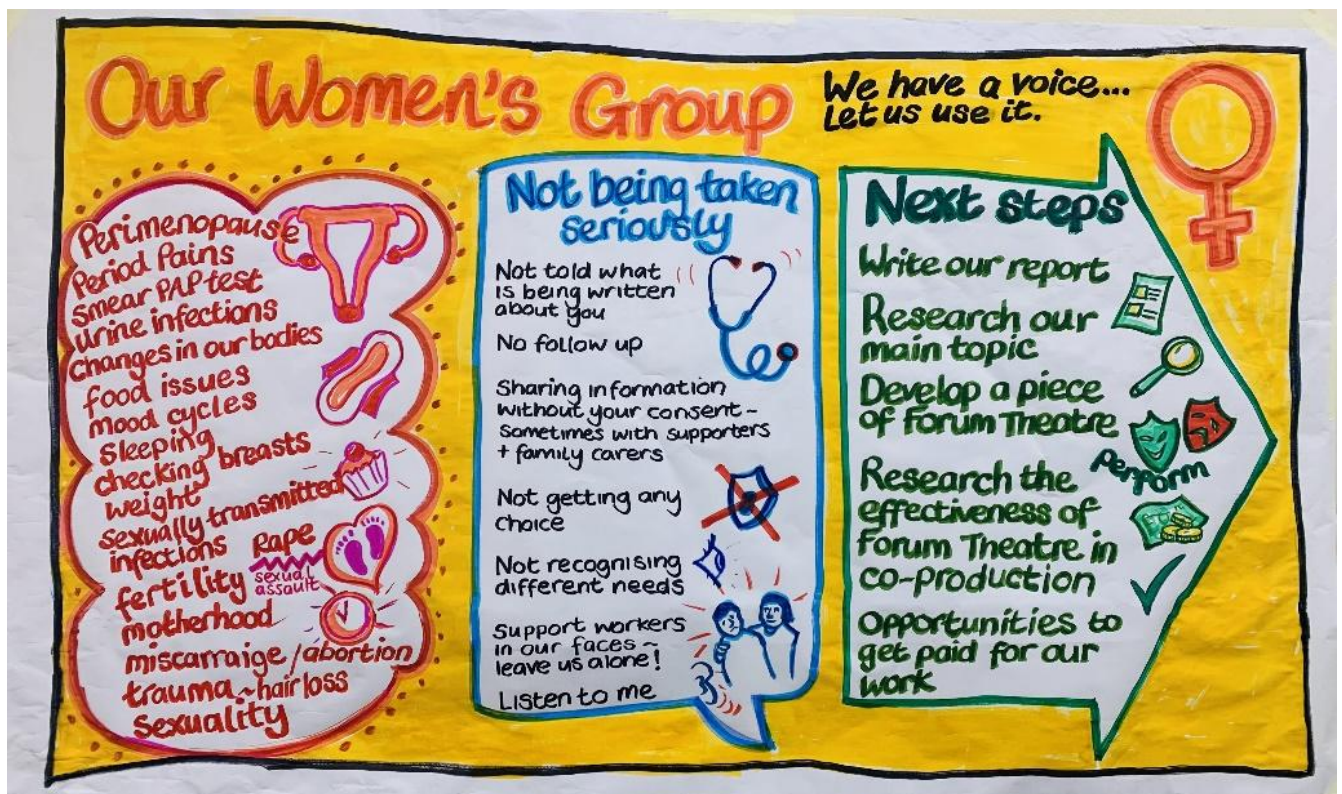 Our Women's Group
We have a voice...
Let us use it.
Perimenopause
Period Pains
Smear PAP test
urine infections
changes in our bodies
food issues
mood cycles
sleeping
checking breasts
weight
sexually transmitted
infections
Rape
sexual
assault
fertility
motherhood
miscarraige / abortion
trauma ~ hair loss
sexuality
Not being taken
seriously
Not told what
is being written
about you
No follow up
Sharing information
without your consent ~
sometimes with supporters
+ family carers
Not getting any
choice
Not recognising
different needs
Support workers
in our faces ~
leave us alone!
Listen to me
Next steps
Write our report
Research our
main topic
Develop a piece
of Forum Theatre
perform
Research the
effectiveness of
Forum Theatre in
co-production
Opportunities to
get paid for our
work